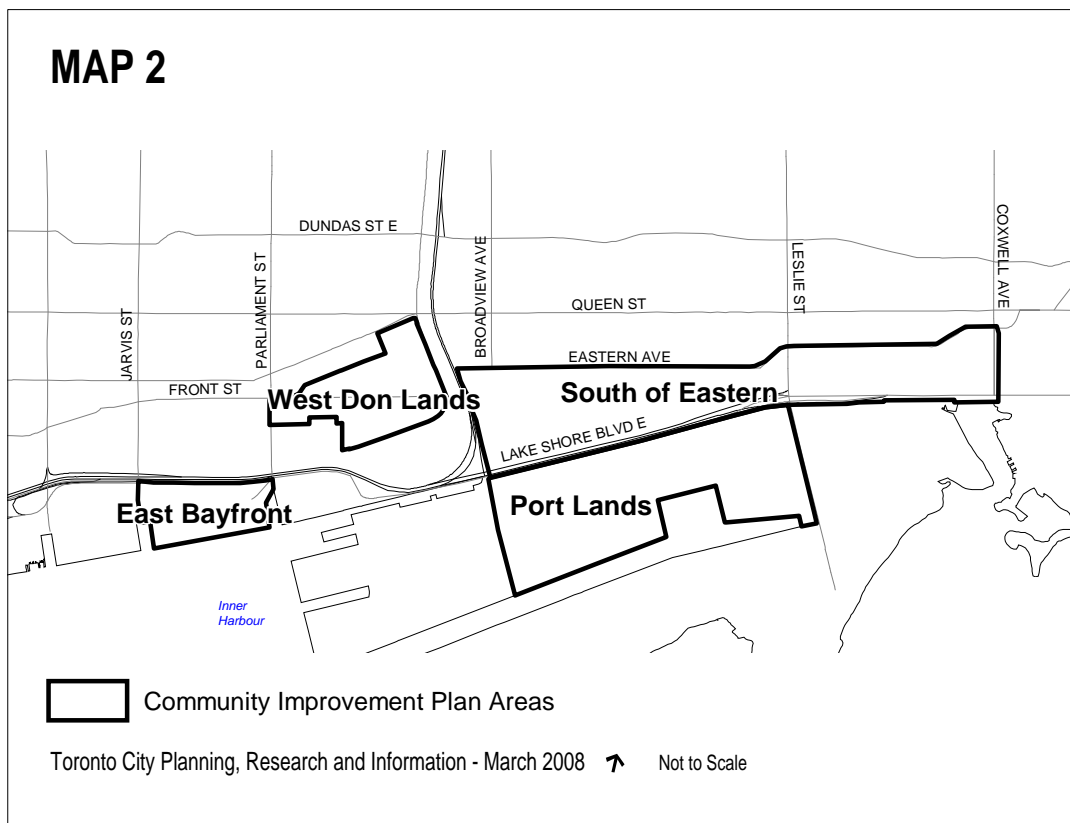 MAP 2
DUNDAS ST E
JARVIS ST
PARLIAMENT ST
BROADVIEW AVE
LESLIE ST
COXWELL AVE
QUEEN ST
EASTERN AVE
FRONT ST
West Don Lands
South of Eastern
LAKE SHORE BLVD E
East Bayfront
Port Lands
Inner
Harbour
Community Improvement Plan Areas
Toronto City Planning, Research and Information - March 2008 Not to Scale